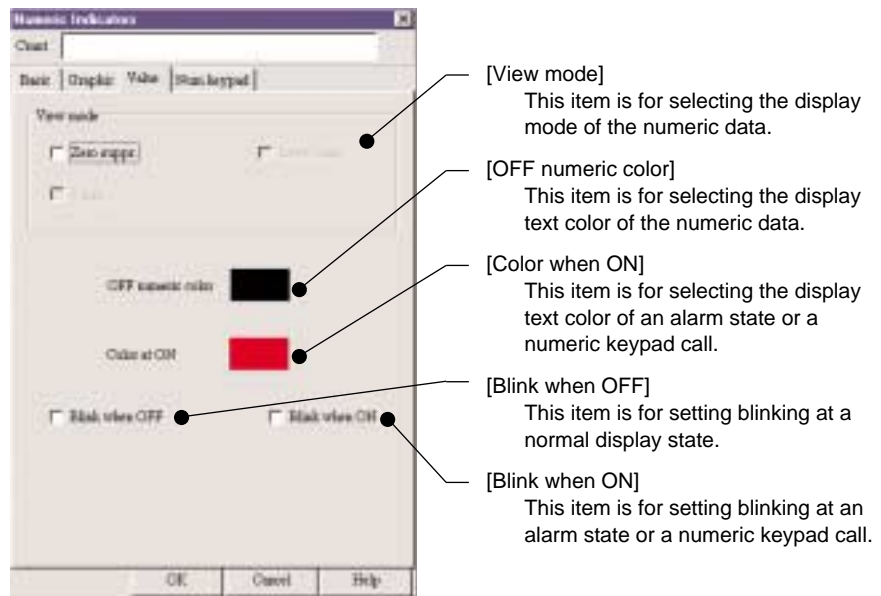 Numeric Indicators
Cmnt
Basic Graphic Value Num.keypad
View mode
Zero suppr.
OFF numeric color
Color at ON
Blink when OFF Blink when ON
OK Cancel Help
[View mode]
This item is for selecting the display
mode of the numeric data.
[OFF numeric color]
This item is for selecting the display
text color of the numeric data.
[Color when ON]
This item is for selecting the display
text color of an alarm state or a
numeric keypad call.
[Blink when OFF]
This item is for setting blinking at a
normal display state.
[Blink when ON]
This item is for setting blinking at an
alarm state or a numeric keypad call.